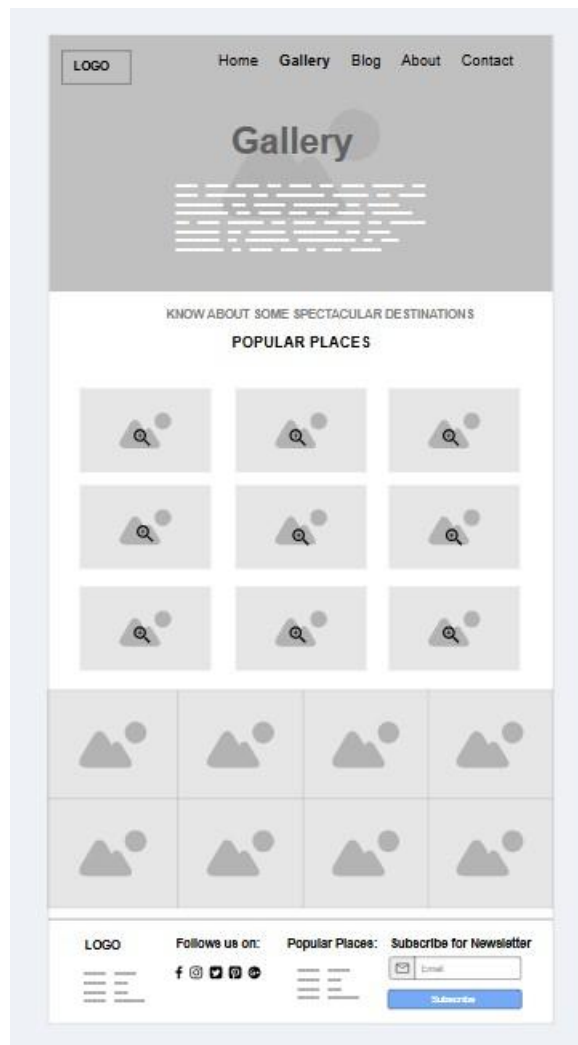 LOGO
Home Gallery Blog About Contact
Gallery
KNOW ABOUT SOME SPECTACULAR DESTINATIONS
POPULAR PLACES
LOGO
Follows us on:
Popular Places:
Subscribe for Newsletter
Email
Subscribe